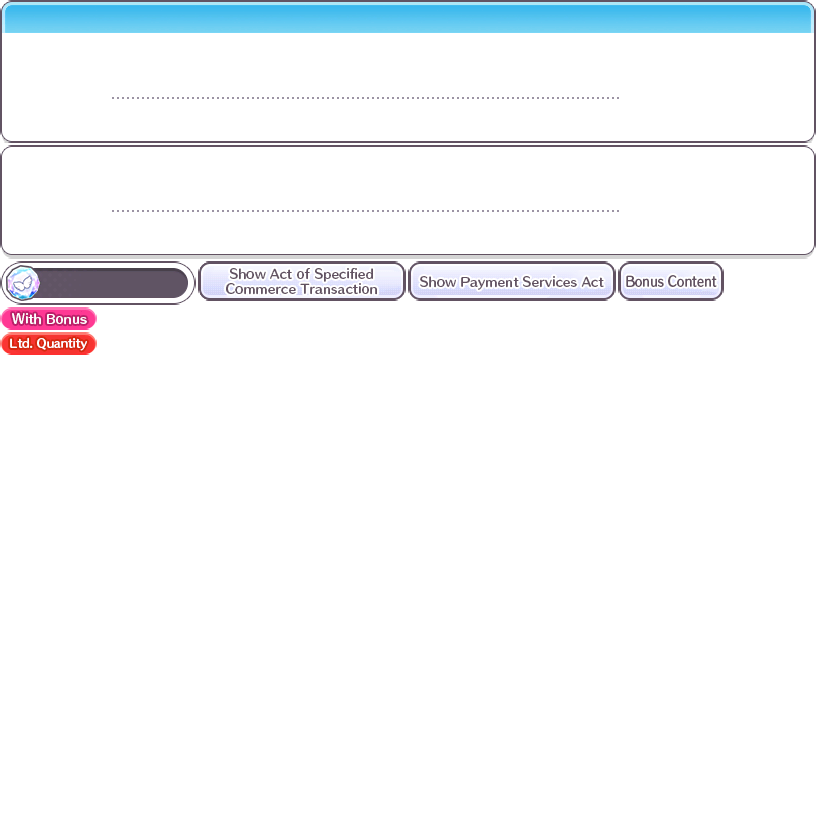 Show Act of Specified
Commerce Transaction
Show Payment Services Act
Bonus Content
With Bonus
Ltd. Quantity